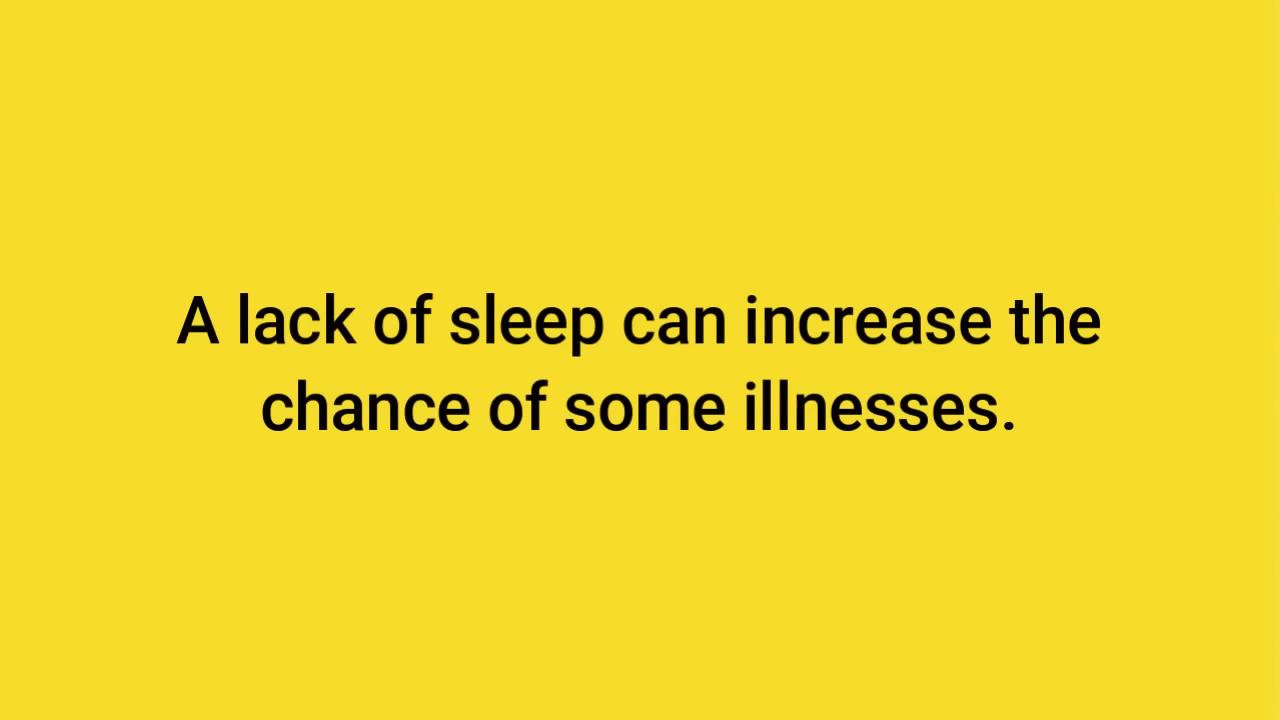 A lack of sleep can increase the
chance of some illnesses.